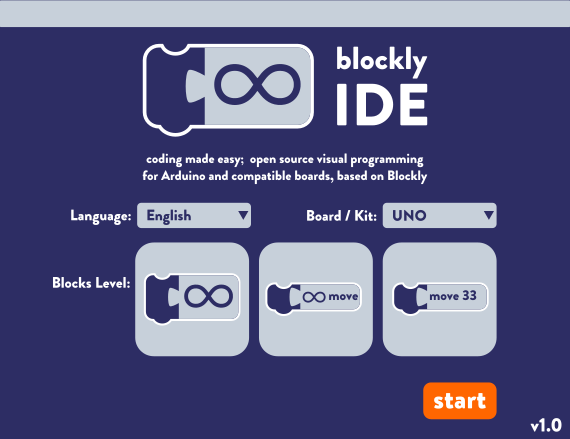 blockly
IDE
coding made easy; open source visual programming
for Arduino and compatible boards, based on Blockly
Language: English Board / Kit: UNO
Blocks Level:
move
move 33
start
v1.0